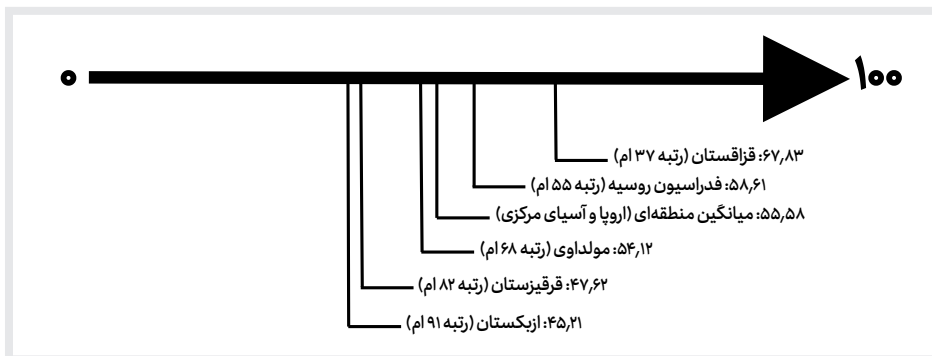 ۰
۱۰۰
۶۷٫۸۳: قزاقستان (رتبه ۳۷ ام)
۵۸٫۶۱: فدراسیون روسیه (رتبه ۵۵ ام)
۵۵٫۵۸: میانگین منطقه‌ای (اروپا و آسیای مرکزی)
۵۴٫۱۲: مولداوی (رتبه ۶۸ ام)
۴۷٫۶۲: قرقیزستان (رتبه ۸۲ ام)
۴۵٫۲۱: ازبکستان (رتبه ۹۱ ام)